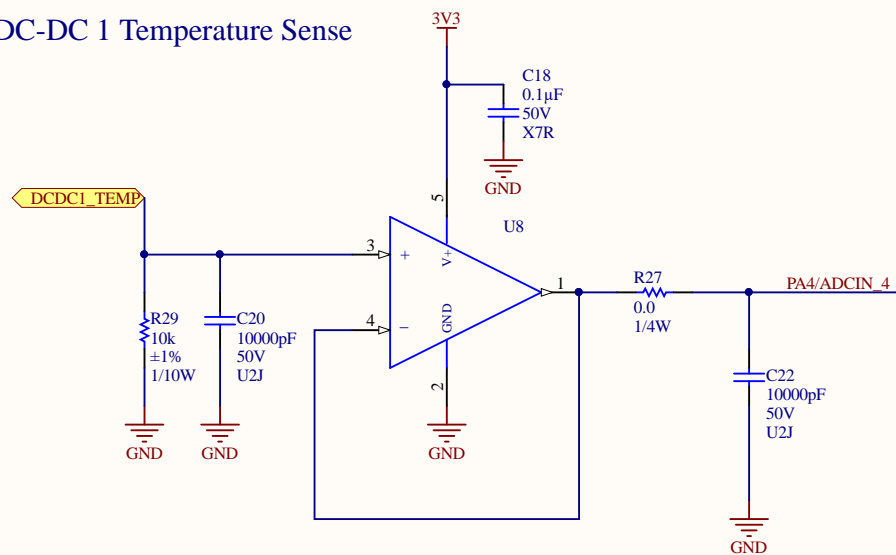 DC-DC 1 Temperature Sense
3V3
C18
0.1µF
50V
X7R
GND
DCDC1_TEMP
5
U8
3
+
V+
1
R27
0.0
1/4W
PA4/ADCIN_4
4
−
GND
2
R29
10k
±1%
1/10W
C20
10000pF
50V
U2J
C22
10000pF
50V
U2J
GND
GND
GND
GND